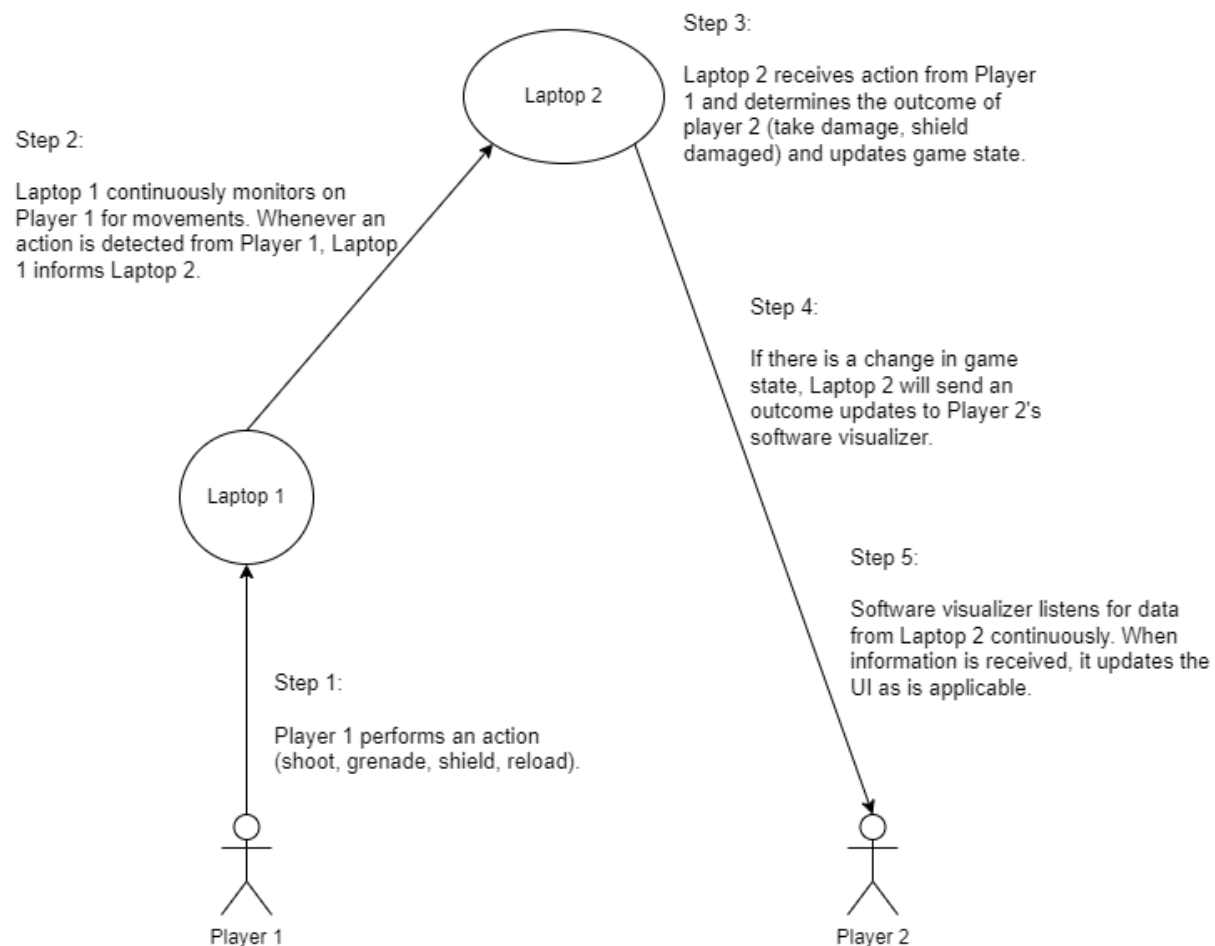 Step 3:
Laptop 2 receives action from Player
1 and determines the outcome of
player 2 (take damage, shield
damaged) and updates game state.
Laptop 2
Step 2:
Laptop 1 continuously monitors on
Player 1 for movements. Whenever an
action is detected from Player 1, Laptop
1 informs Laptop 2.
Step 4:
If there is a change in game
state, Laptop 2 will send an
outcome updates to Player 2's
software visualizer.
Laptop 1
Step 5:
Software visualizer listens for data
from Laptop 2 continuously. When
information is received, it updates the
UI as is applicable.
Step 1:
Player 1 performs an action
(shoot, grenade, shield, reload).
Player 1
Player 2